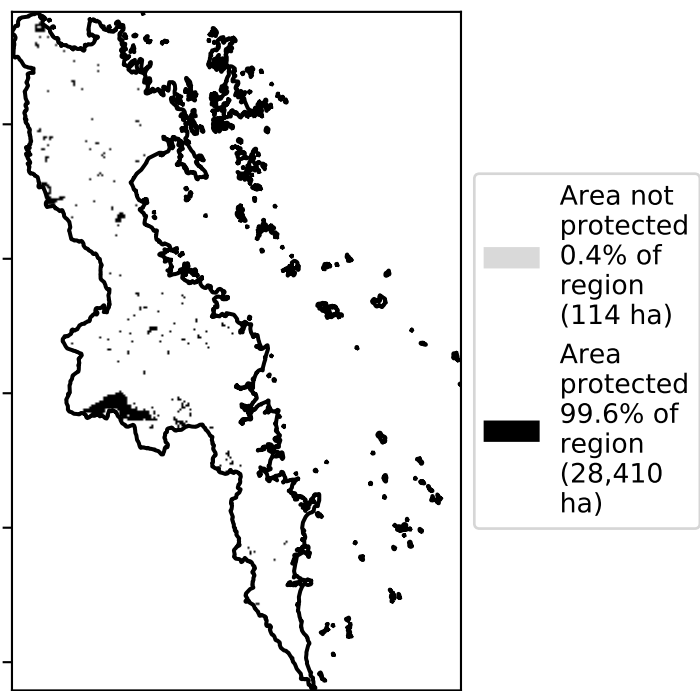 Area not
protected
0.4% of
region
(114 ha)
Area
protected
99.6% of
region
(28,410
ha)